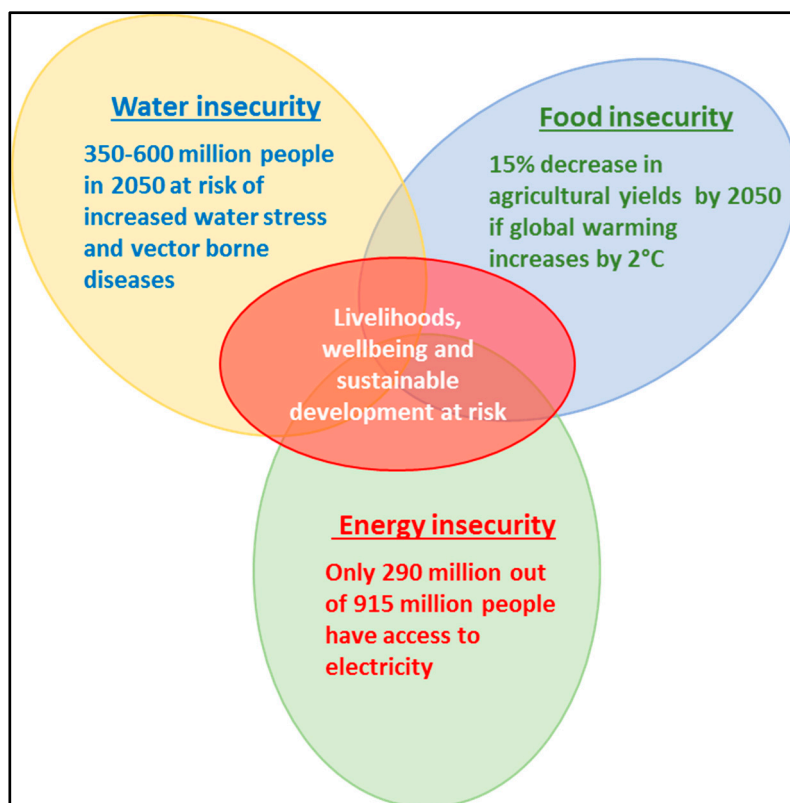 Water insecurity
350-600 million people
in 2050 at risk of
increased water stress
and vector borne
diseases
Food insecurity
15% decrease in
agricultural yields by 2050
if global warming
increases by 2°C
Livelihoods,
wellbeing and
sustainable
development at risk
Energy insecurity
Only 290 million out
of 915 million people
have access to
electricity